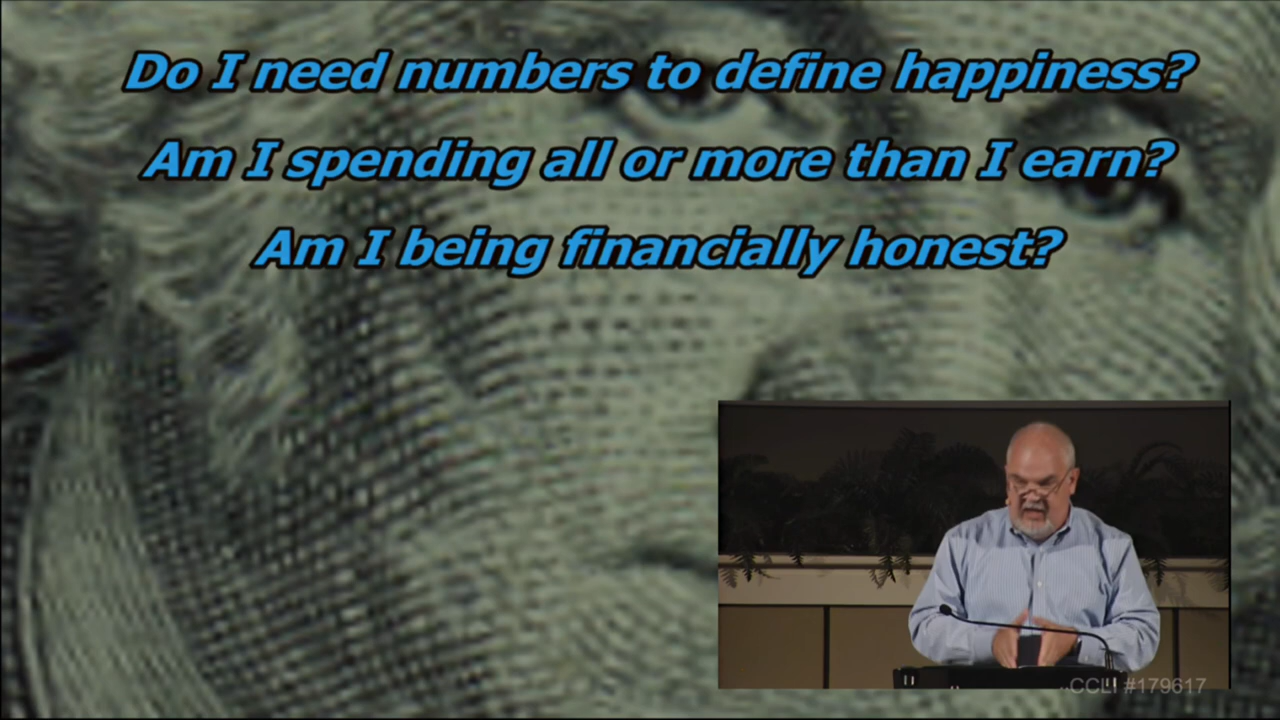 Do I need numbers to define happiness?
Am I spending all or more than I earn?
Am I being financially honest?
CCLI #179617